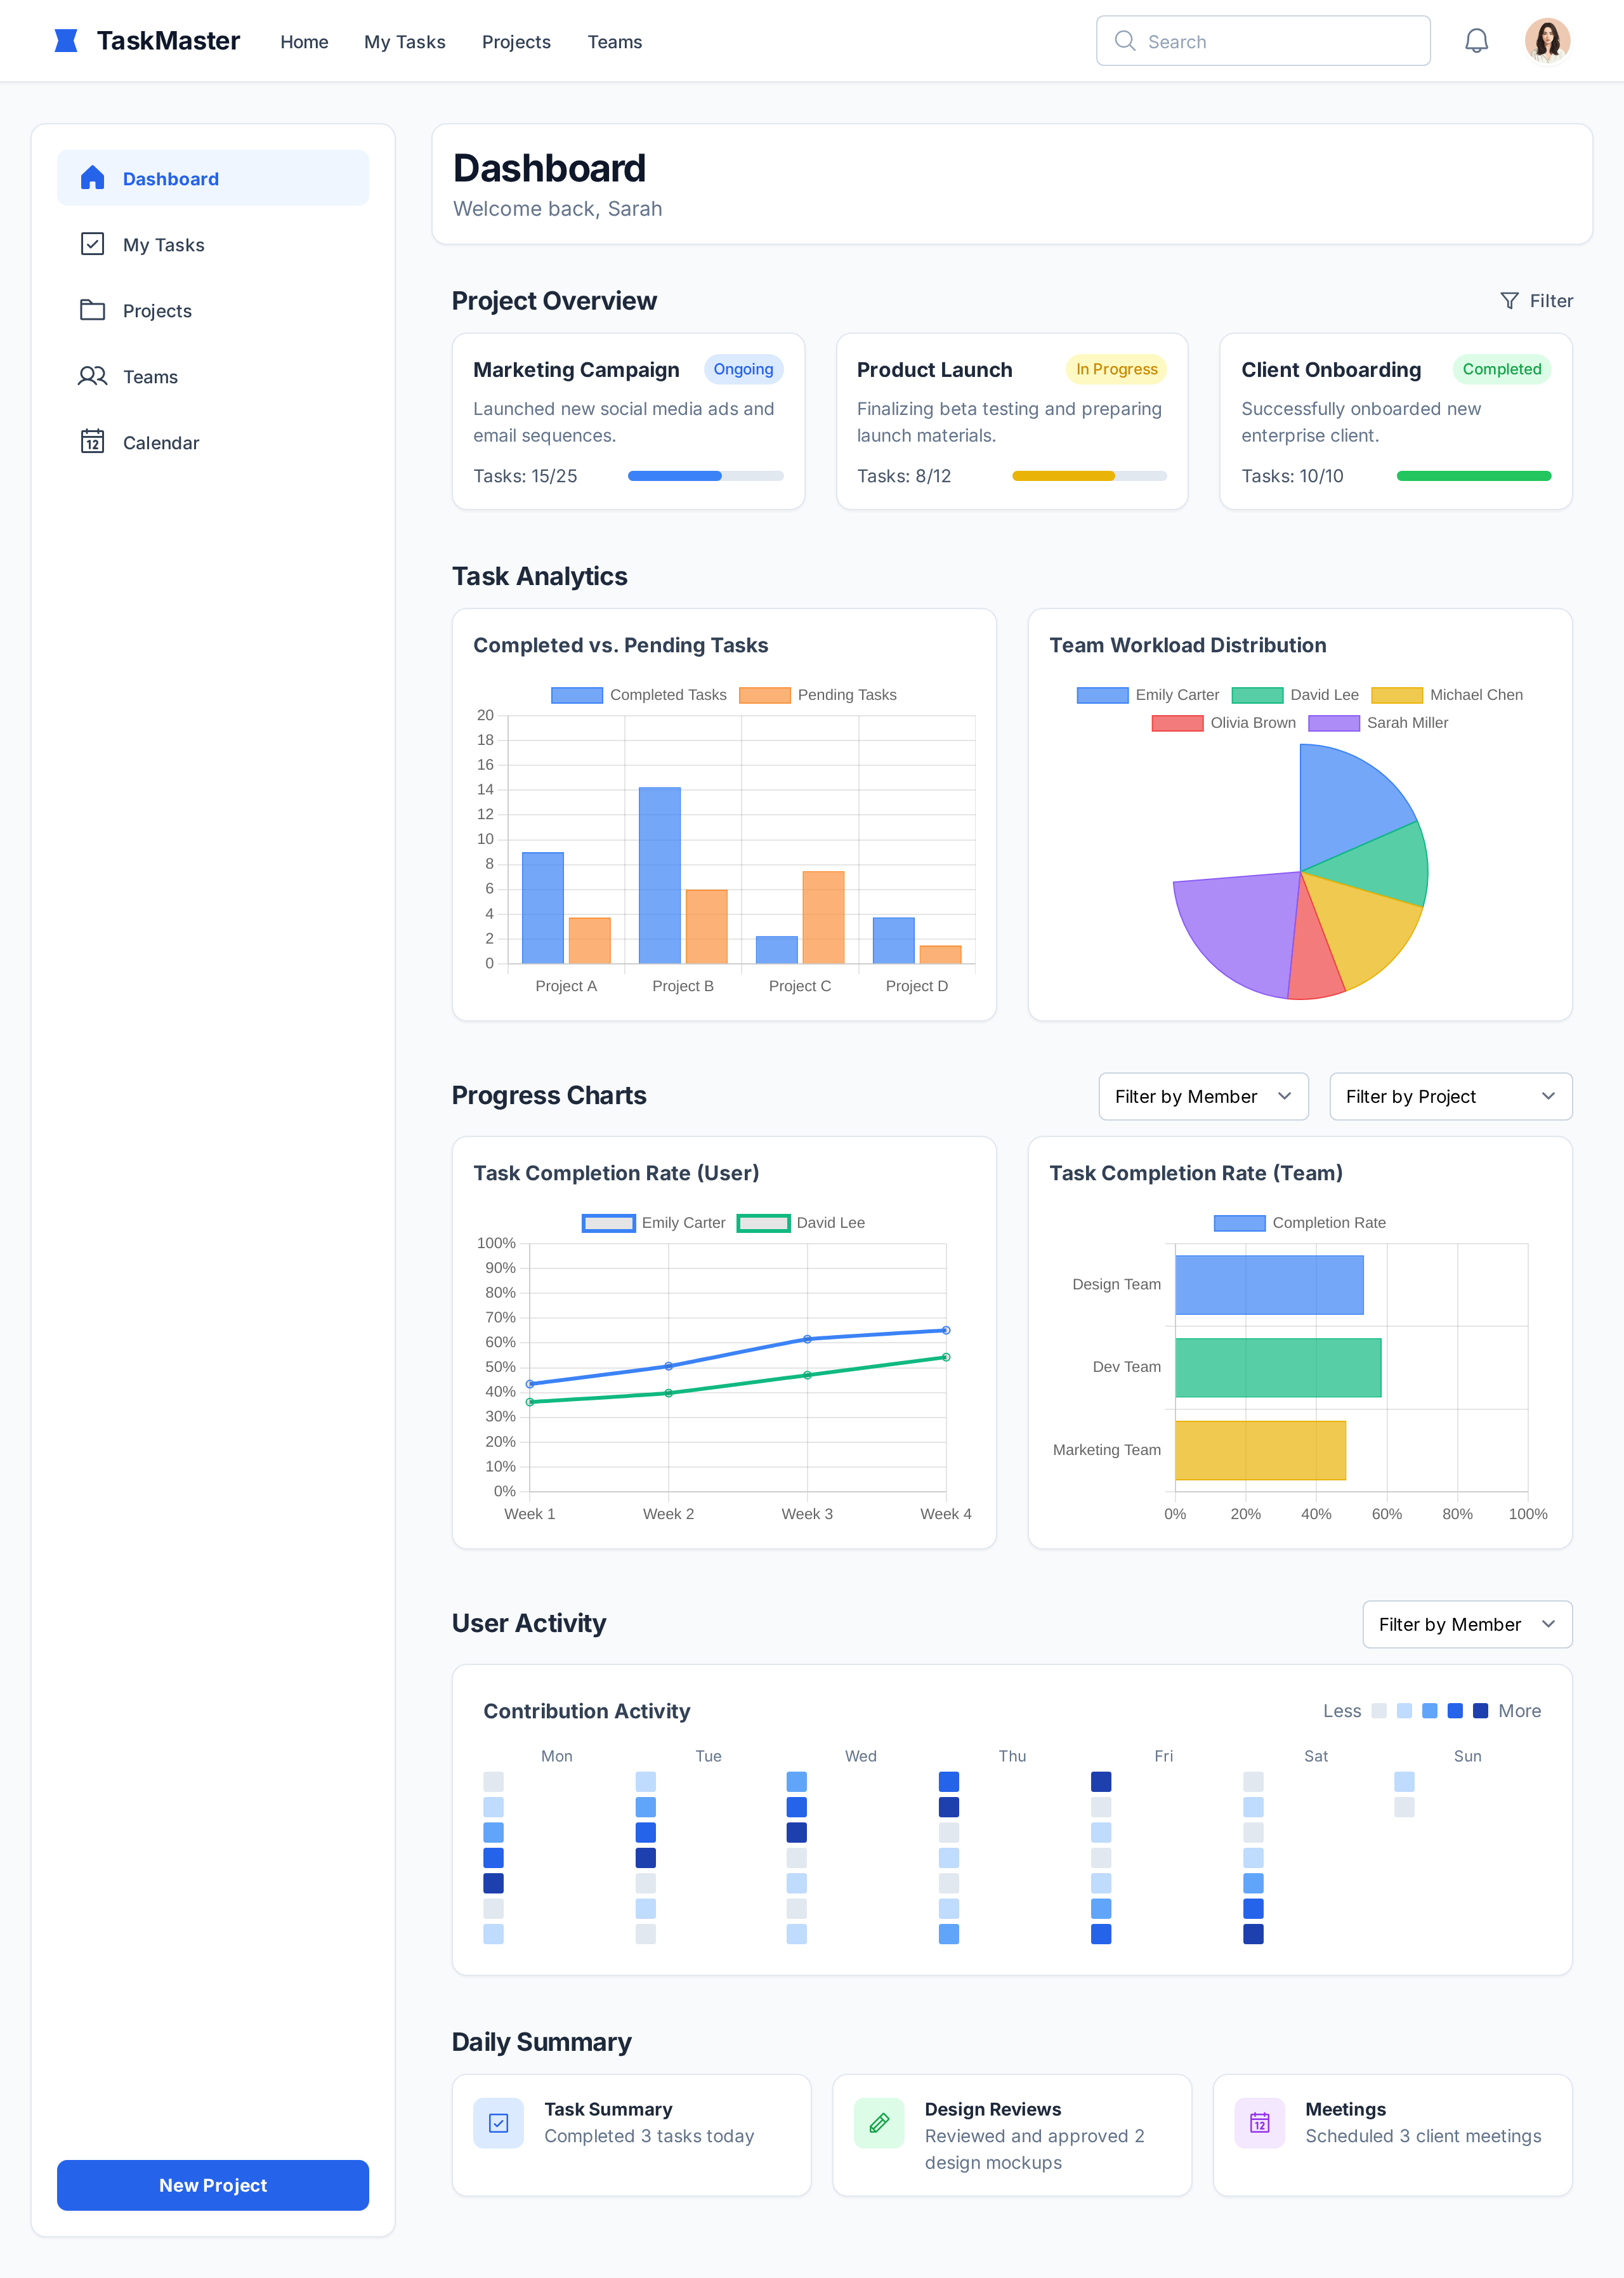 TaskMaster
Home
My Tasks
Projects
Teams
Search
Dashboard
My Tasks
Projects
Teams
12
Calendar
New Project
Dashboard
Welcome back, Sarah
Project Overview
Filter
Marketing Campaign
Ongoing
Launched new social media ads and
email sequences.
Tasks: 15/25
Product Launch
In Progress
Finalizing beta testing and preparing
launch materials.
Tasks: 8/12
Client Onboarding
Completed
Successfully onboarded new
enterprise client.
Tasks: 10/10
Task Analytics
Completed vs. Pending Tasks
Completed Tasks
Pending Tasks
20
18
16
14
12
10
8
6
4
2
0
Project A
Project B
Project C
Project D
Team Workload Distribution
Emily Carter
David Lee
Michael Chen
Olivia Brown
Sarah Miller
Progress Charts
Filter by Member
Filter by Project
Task Completion Rate (User)
Emily Carter
David Lee
100%
90%
80%
70%
60%
50%
40%
30%
20%
10%
0%
Week 1
Week 2
Week 3
Week 4
Task Completion Rate (Team)
Completion Rate
Design Team
Dev Team
Marketing Team
0%
20%
40%
60%
80%
100%
User Activity
Filter by Member
Contribution Activity
Less
More
Mon
Tue
Wed
Thu
Fri
Sat
Sun
Daily Summary
Task Summary
Completed 3 tasks today
Design Reviews
Reviewed and approved 2
design mockups
12
Meetings
Scheduled 3 client meetings